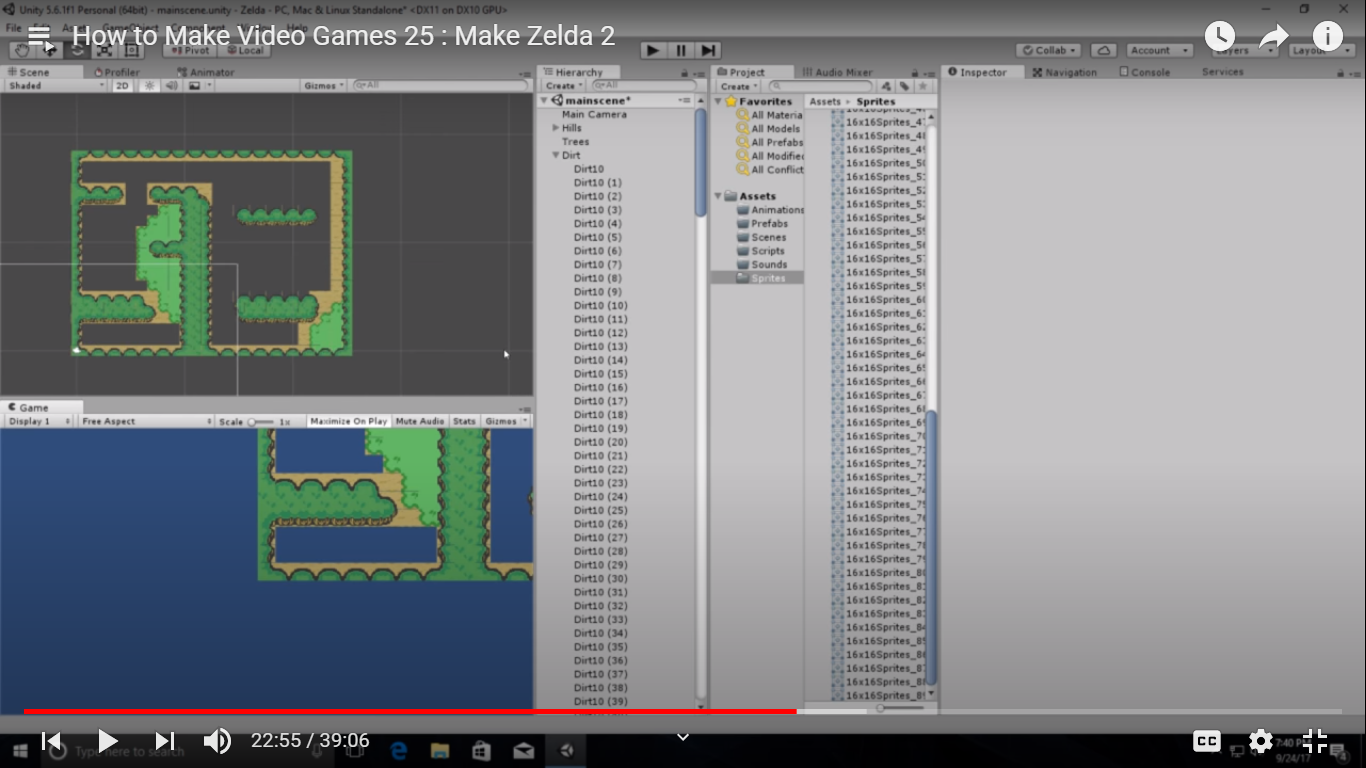 Unity 5.6.1f1 Personal (64bit) - mainscene.unity - Zelda - PC, Mac & Linux Standalone* <DX11 on DX10 GPU>
How to Make Video Games 25 : Make Zelda 2
Pivot Local
Collab Account Layers
Scene Profiler Animator
Shaded 2D Gizmos All
Hierarchy
Create All
mainscene*
Main Camera
Hills
Trees
Dirt
Dirt10
Dirt10 (1)
Dirt10 (2)
Dirt10 (3)
Dirt10 (4)
Dirt10 (5)
Dirt10 (6)
Dirt10 (7)
Dirt10 (8)
Dirt10 (9)
Dirt10 (10)
Dirt10 (11)
Dirt10 (12)
Dirt10 (13)
Dirt10 (14)
Dirt10 (15)
Dirt10 (16)
Dirt10 (17)
Dirt10 (18)
Dirt10 (19)
Dirt10 (20)
Dirt10 (21)
Dirt10 (22)
Dirt10 (23)
Dirt10 (24)
Dirt10 (25)
Dirt10 (26)
Dirt10 (27)
Dirt10 (28)
Dirt10 (29)
Dirt10 (30)
Dirt10 (31)
Dirt10 (32)
Dirt10 (33)
Dirt10 (34)
Dirt10 (35)
Dirt10 (36)
Dirt10 (37)
Dirt10 (38)
Dirt10 (39)
Project Audio Mixer
Create
Favorites
All Materia
All Models
All Prefabs
All Modifie
All Conflict
Assets
Animations
Prefabs
Scenes
Scripts
Sounds
Sprites
Assets Sprites
16x16Sprites_47
16x16Sprites_48
16x16Sprites_49
16x16Sprites_50
16x16Sprites_51
16x16Sprites_52
16x16Sprites_53
16x16Sprites_54
16x16Sprites_55
16x16Sprites_56
16x16Sprites_57
16x16Sprites_58
16x16Sprites_59
16x16Sprites_60
16x16Sprites_61
16x16Sprites_62
16x16Sprites_63
16x16Sprites_64
16x16Sprites_65
16x16Sprites_66
16x16Sprites_67
16x16Sprites_68
16x16Sprites_69
16x16Sprites_70
16x16Sprites_71
16x16Sprites_72
16x16Sprites_73
16x16Sprites_74
16x16Sprites_75
16x16Sprites_76
16x16Sprites_77
16x16Sprites_78
16x16Sprites_79
16x16Sprites_80
16x16Sprites_81
16x16Sprites_82
16x16Sprites_83
16x16Sprites_84
16x16Sprites_85
16x16Sprites_86
16x16Sprites_87
16x16Sprites_88
16x16Sprites_89
Inspector Navigation Console Services
Game
Display 1 Free Aspect Scale 1x Maximize On Play Mute Audio Stats Gizmos
22:55 / 39:06
Type here to search
CC
7:40 PM
9/24/17